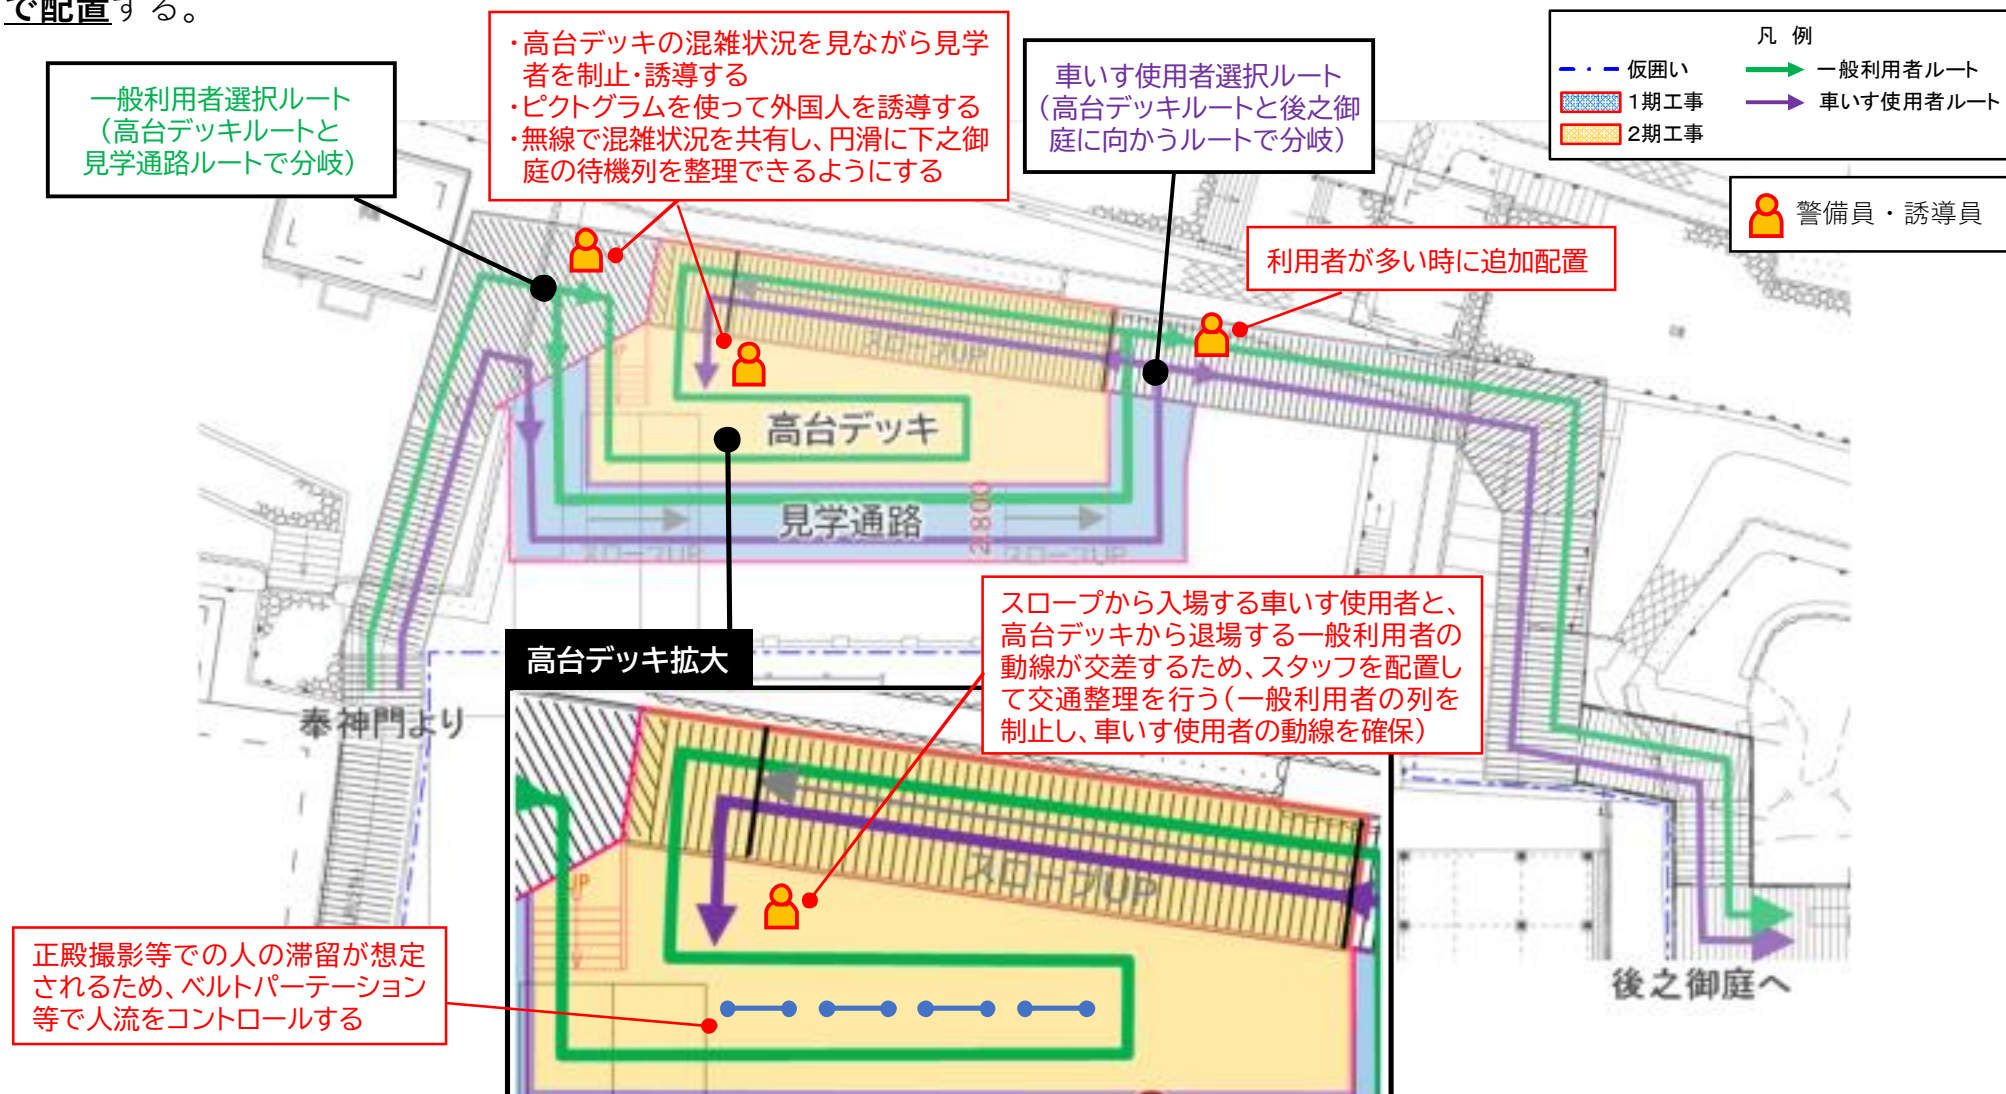 で配置する。
一般利用者選択ルート
（高台デッキルートと
見学通路ルートで分岐）
・高台デッキの混雑状況を見ながら見学
者を制止・誘導する
・ピクトグラムを使って外国人を誘導する
・無線で混雑状況を共有し、円滑に下之御
庭の待機列を整理できるようにする
車いす使用者選択ルート
（高台デッキルートと後之御
庭に向かうルートで分岐）
凡 例
仮囲い
一般利用者ルート
1期工事
車いす使用者ルート
2期工事
警備員・誘導員
利用者が多い時に追加配置
スロープUP
高台デッキ
見学通路
2800
スロープUP
スロープUP
スロープから入場する車いす使用者と、
高台デッキから退場する一般利用者の
動線が交差するため、スタッフを配置し
て交通整理を行う（一般利用者の列を
制止し、車いす使用者の動線を確保）
高台デッキ拡大
奉神門より
スロープUP
UP
正殿撮影等での人の滞留が想定
されるため、ベルトパーテーション
等で人流をコントロールする
後之御庭へ